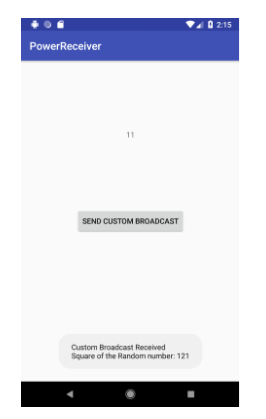 2:15
PowerReceiver
11
SEND CUSTOM BROADCAST
Custom Broadcast Received
Square of the Random number: 121